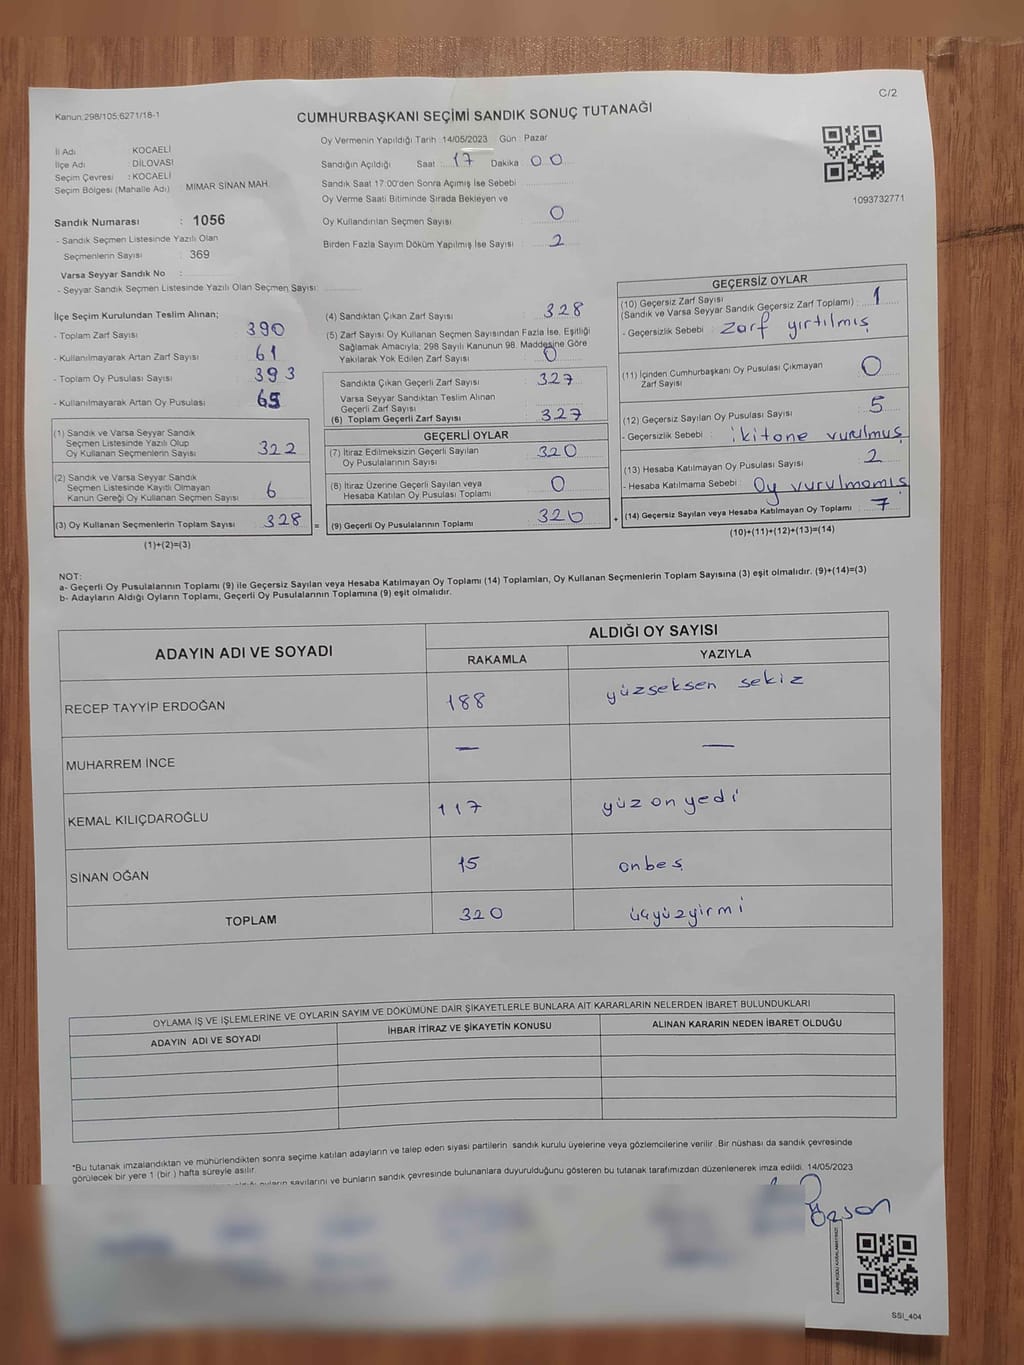 C/2
Kanun:298/105;6271/18-1
CUMHURBAŞKANI SEÇİMİ SANDIK SONUÇ TUTANAĞI
1093732771
İl Adı KOCAELİ
İlçe Adı DİLOVASI
Seçim Çevresi : KOCAELİ
Seçim Bölgesi (Mahalle Adı) MİMAR SİNAN MAH.
Sandık Numarası : 1056
- Sandık Seçmen Listesinde Yazılı Olan
Seçmenlerin Sayısı : 369
Varsa Seyyar Sandık No :
- Seyyar Sandık Seçmen Listesinde Yazılı Olan Seçmen Sayısı:
Oy Vermenin Yapıldığı Tarih : 14/05/2023 Gün : Pazar
Sandığın Açıldığı Saat : 17 Dakika : 00
Sandık Saat 17:00'den Sonra Açımış İse Sebebi
Oy Verme Saati Bitiminde Sırada Bekleyen ve
Oy Kullandırılan Seçmen Sayısı : 0
Birden Fazla Sayım Döküm Yapılmış İse Sayısı : 2
İlçe Seçim Kurulundan Teslim Alınan;
- Toplam Zarf Sayısı : 390
- Kullanılmayarak Artan Zarf Sayısı : 61
- Toplam Oy Pusulası Sayısı : 393
- Kullanılmayarak Artan Oy Pusulası : 65
(1) Sandık ve Varsa Seyyar Sandık
Seçmen Listesinde Yazılı Olup
Oy Kullanan Seçmenlerin Sayısı : 322
(2) Sandık ve Varsa Seyyar Sandık
Seçmen Listesinde Kayıtlı Olmayan
Kanun Gereği Oy Kullanan Seçmen Sayısı : 6
(3) Oy Kullanan Seçmenlerin Toplam Sayısı : 328 =
(1)+(2)=(3)
(4) Sandıktan Çıkan Zarf Sayısı : 328
(5) Zarf Sayısı Oy Kullanan Seçmen Sayısından Fazla İse, Eşitliği
Sağlamak Amacıyla; 298 Sayılı Kanunun 98. Maddesine Göre
Yakılarak Yok Edilen Zarf Sayısı : 0
Sandıkta Çıkan Geçerli Zarf Sayısı : 327
Varsa Seyyar Sandıktan Teslim Alınan
Geçerli Zarf Sayısı
(6) Toplam Geçerli Zarf Sayısı : 327
GEÇERLİ OYLAR
(7) İtiraz Edilmeksizin Geçerli Sayılan
Oy Pusulalarının Sayısı : 320
(8) İtiraz Üzerine Geçerli Sayılan veya
Hesaba Katılan Oy Pusulası Toplamı : 0
(9) Geçerli Oy Pusulalarının Toplamı : 320 +
GEÇERSİZ OYLAR
(10) Geçersiz Zarf Sayısı
(Sandık ve Varsa Seyyar Sandık Geçersiz Zarf Toplamı) : 1
- Geçersizlik Sebebi : zarf yırtılmış
(11) İçinden Cumhurbaşkanı Oy Pusulası Çıkmayan
Zarf Sayısı : 0
(12) Geçersiz Sayılan Oy Pusulası Sayısı : 5
- Geçersizlik Sebebi : ikitane vurulmuş
(13) Hesaba Katılmayan Oy Pusulası Sayısı : 2
- Hesaba Katılmama Sebebi : Oy vurulmamış
(14) Geçersiz Sayılan veya Hesaba Katılmayan Oy Toplamı : 7
(10)+(11)+(12)+(13)=(14)
NOT:
a- Geçerli Oy Pusulalarının Toplamı (9) ile Geçersiz Sayılan veya Hesaba Katılmayan Oy Toplamı (14) Toplamları, Oy Kullanan Seçmenlerin Toplam Sayısına (3) eşit olmalıdır. (9)+(14)=(3)
b- Adayların Aldığı Oyların Toplamı, Geçerli Oy Pusulalarının Toplamına (9) eşit olmalıdır.
ADAYIN ADI VE SOYADI ALDIĞI OY SAYISI
RAKAMLA YAZIYLA
RECEP TAYYİP ERDOĞAN 188 yüzseksen sekiz
MUHARREM İNCE — —
KEMAL KILIÇDAROĞLU 117 yüz on yedi
SİNAN OĞAN 15 onbeş
TOPLAM 320 üçyüzyirmi
OYLAMA İŞ VE İŞLEMLERİNE VE OYLARIN SAYIM VE DÖKÜMÜNE DAİR ŞİKAYETLERLE BUNLARA AİT KARARLARIN NELERDEN İBARET BULUNDUKLARI
ADAYIN ADI VE SOYADI İHBAR İTİRAZ VE ŞİKAYETİN KONUSU ALINAN KARARIN NEDEN İBARET OLDUĞU
*Bu tutanak imzalandıktan ve mühürlendikten sonra seçime katılan adayların ve talep eden siyasi partilerin sandık kurulu üyelerine veya gözlemcilerine verilir. Bir nüshası da sandık çevresinde
görülecek bir yere 1 (bir ) hafta süreyle asılır.
sayılarını ve bunların sandık çevresinde bulunanlara duyurulduğunu gösteren bu tutanak tarafımızdan düzenlenerek imza edildi. 14/05/2023
SSI_404